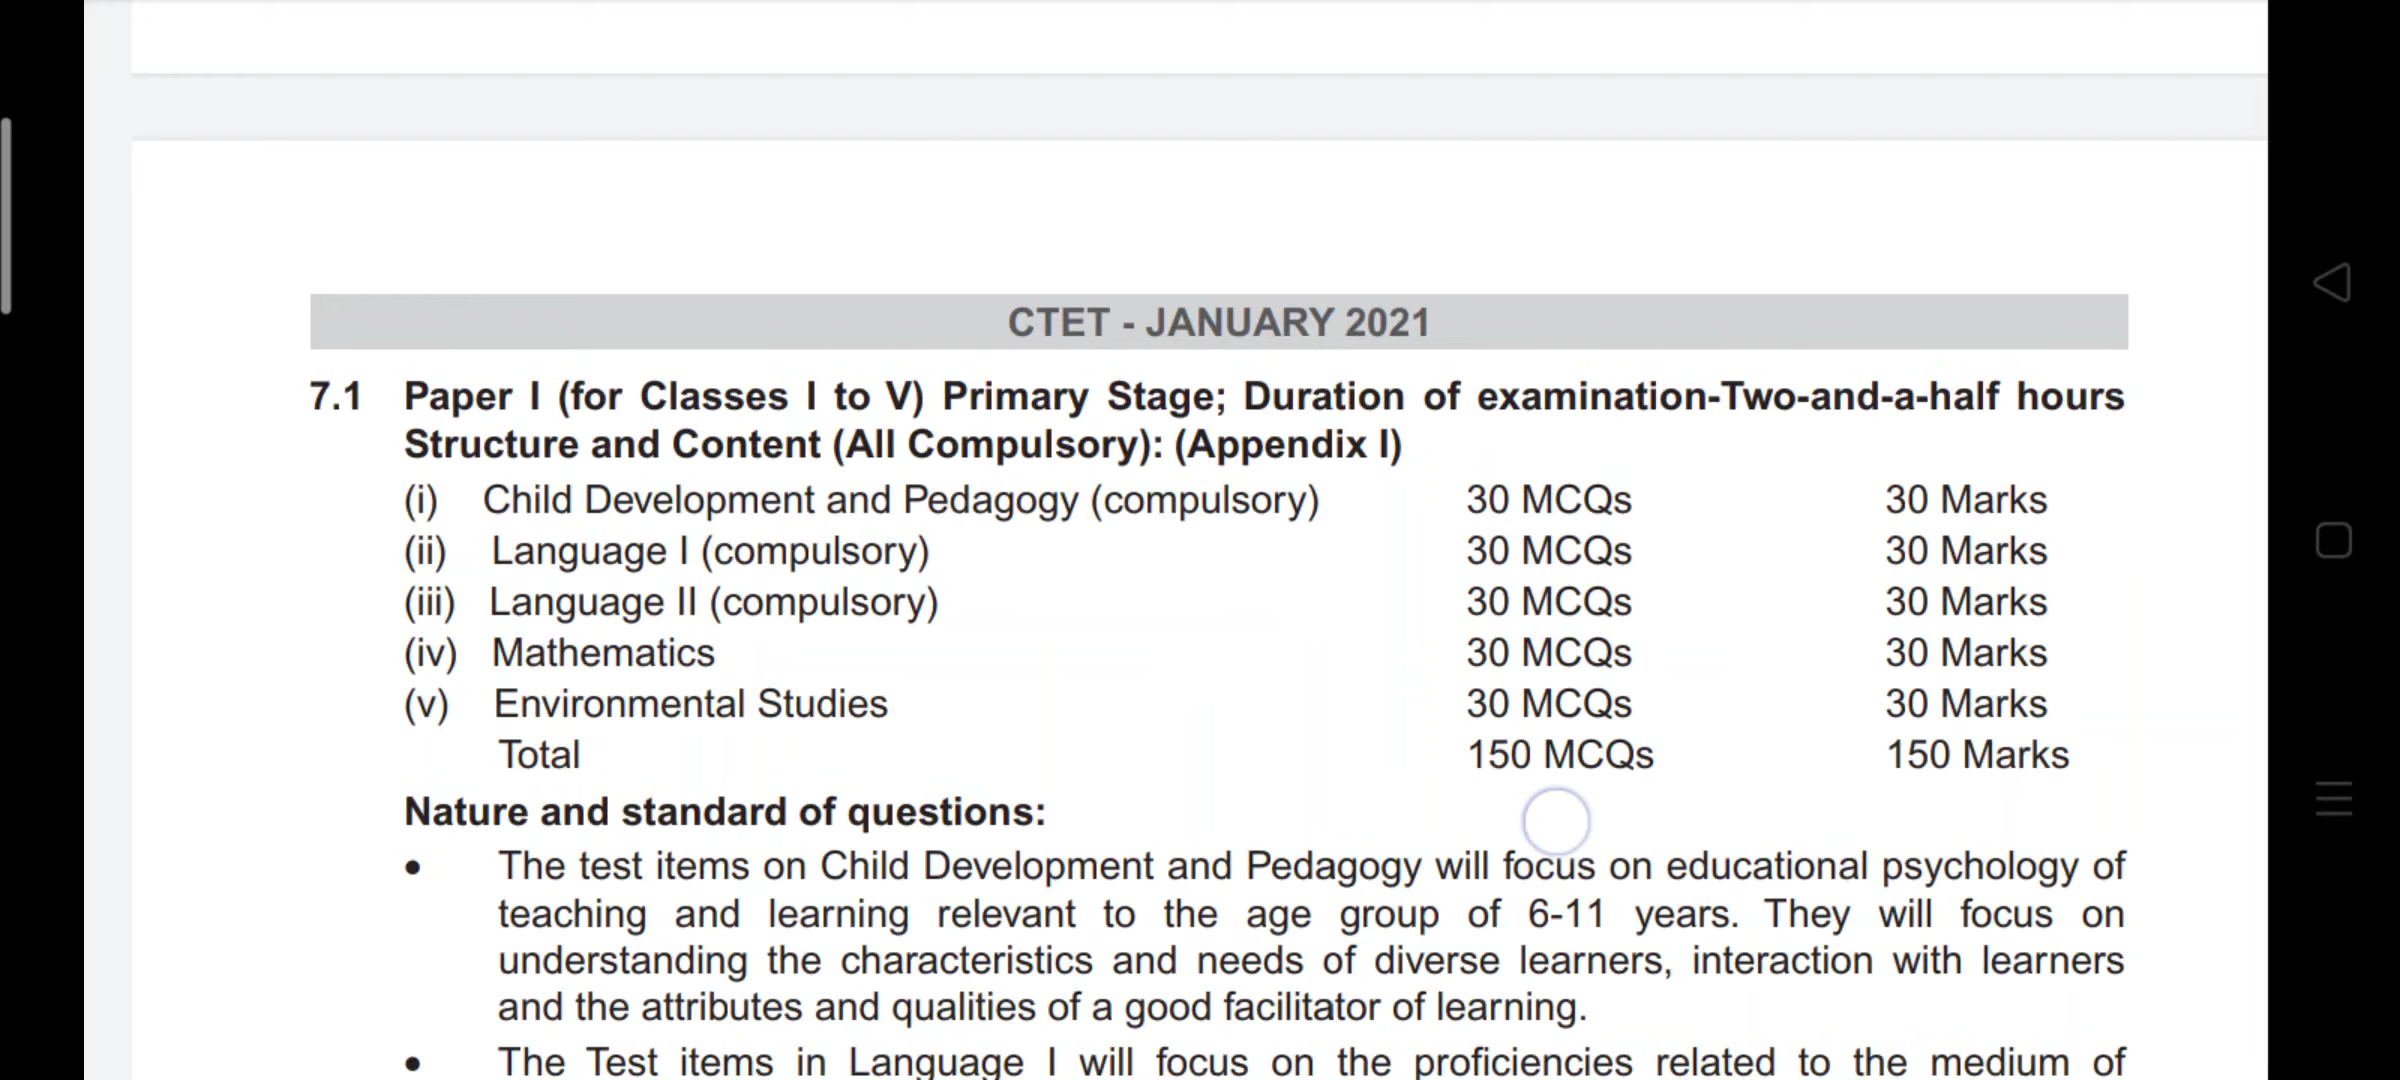 CTET - JANUARY 2021
7.1 Paper I (for Classes I to V) Primary Stage; Duration of examination-Two-and-a-half hours
Structure and Content (All Compulsory): (Appendix I)
(i) Child Development and Pedagogy (compulsory) 30 MCQs 30 Marks
(ii) Language I (compulsory) 30 MCQs 30 Marks
(iii) Language II (compulsory) 30 MCQs 30 Marks
(iv) Mathematics 30 MCQs 30 Marks
(v) Environmental Studies 30 MCQs 30 Marks
Total 150 MCQs 150 Marks
Nature and standard of questions:
• The test items on Child Development and Pedagogy will focus on educational psychology of
teaching and learning relevant to the age group of 6-11 years. They will focus on
understanding the characteristics and needs of diverse learners, interaction with learners
and the attributes and qualities of a good facilitator of learning.
• The Test items in Language I will focus on the proficiencies related to the medium of